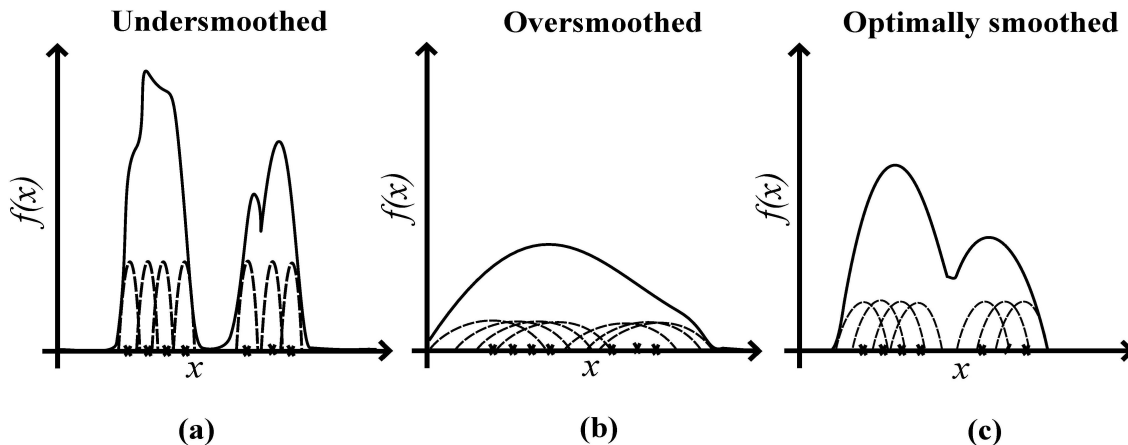 Undersmoothed
Oversmoothed
Optimally smoothed
f(x)
f(x)
f(x)
x
x
x
(a)
(b)
(c)